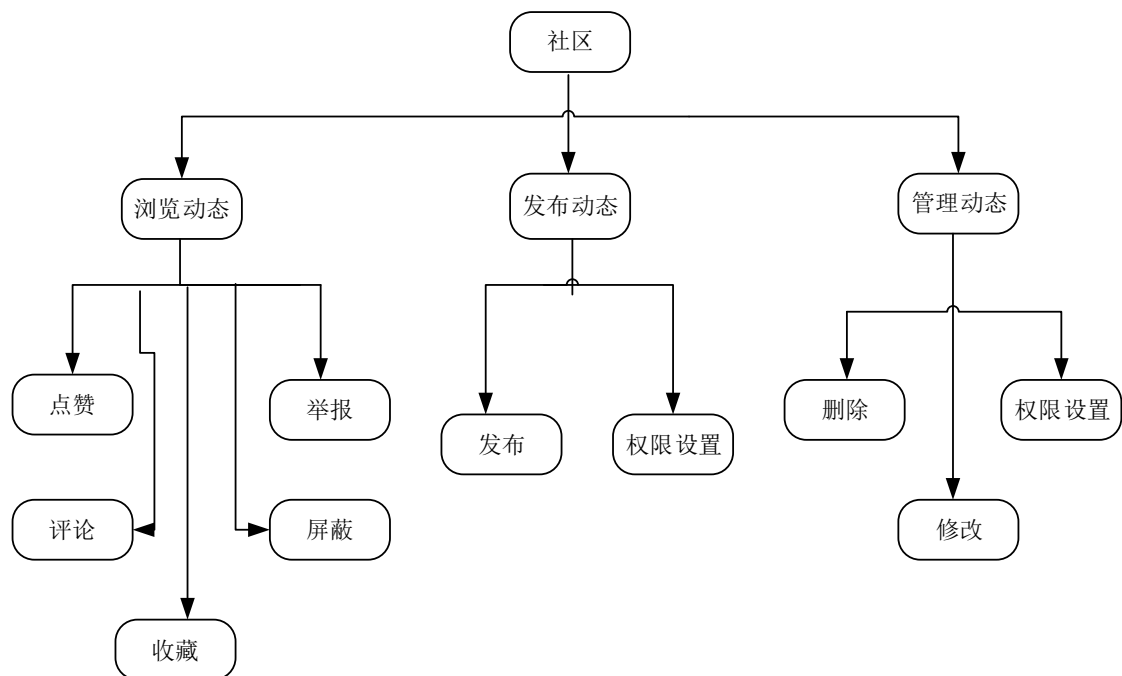 社区
浏览动态
发布动态
管理动态
点赞
举报
删除
权限设置
发布
权限设置
评论
屏蔽
修改
收藏